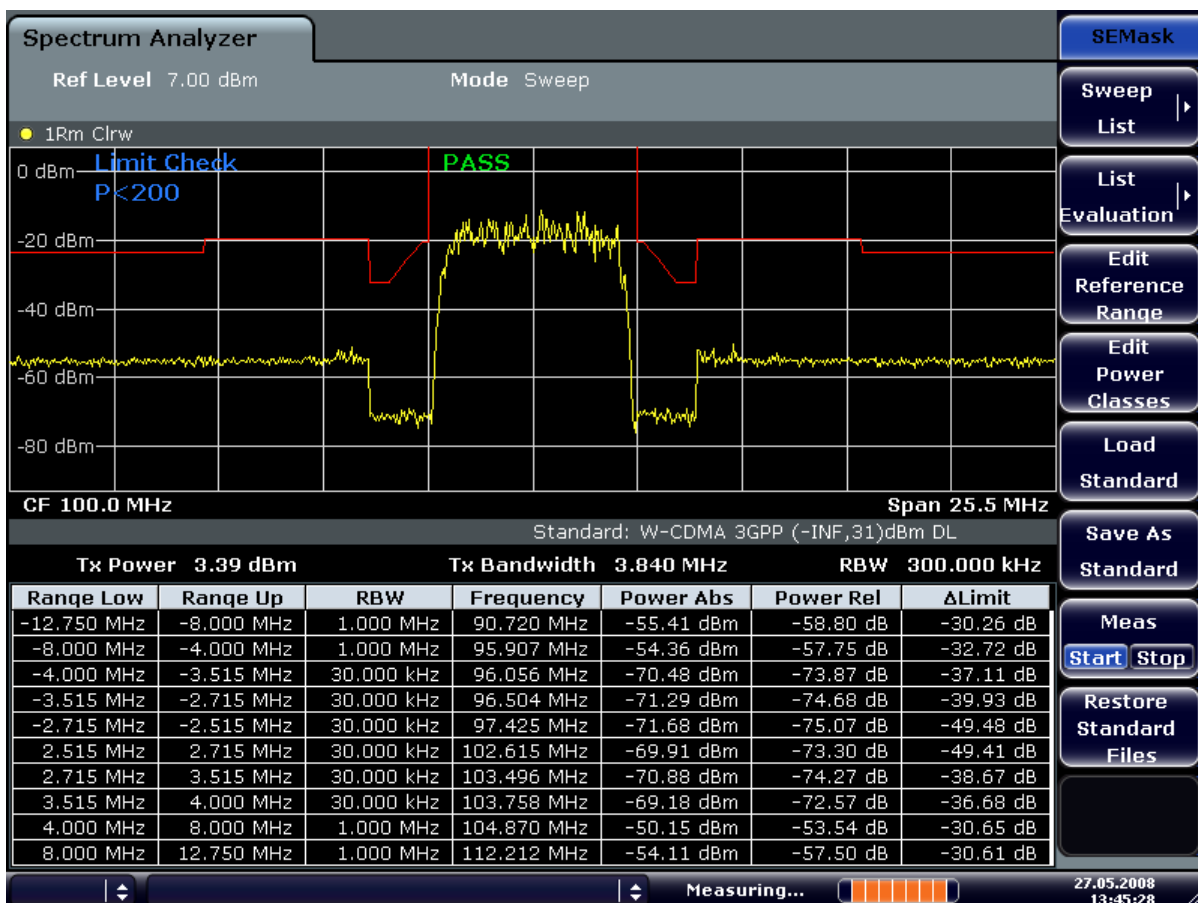 Spectrum Analyzer
Ref Level 7.00 dBm Mode Sweep
1Rm Clrw
Limit Check PASS
P<200
0 dBm
-20 dBm
-40 dBm
-60 dBm
-80 dBm
CF 100.0 MHz Span 25.5 MHz
Standard: W-CDMA 3GPP (-INF,31)dBm DL
Tx Power 3.39 dBm Tx Bandwidth 3.840 MHz RBW 300.000 kHz
Range Low Range Up RBW Frequency Power Abs Power Rel ΔLimit
-12.750 MHz -8.000 MHz 1.000 MHz 90.720 MHz -55.41 dBm -58.80 dB -30.26 dB
-8.000 MHz -4.000 MHz 1.000 MHz 95.907 MHz -54.36 dBm -57.75 dB -32.72 dB
-4.000 MHz -3.515 MHz 30.000 kHz 96.056 MHz -70.48 dBm -73.87 dB -37.11 dB
-3.515 MHz -2.715 MHz 30.000 kHz 96.504 MHz -71.29 dBm -74.68 dB -39.93 dB
-2.715 MHz -2.515 MHz 30.000 kHz 97.425 MHz -71.68 dBm -75.07 dB -49.48 dB
2.515 MHz 2.715 MHz 30.000 kHz 102.615 MHz -69.91 dBm -73.30 dB -49.41 dB
2.715 MHz 3.515 MHz 30.000 kHz 103.496 MHz -70.88 dBm -74.27 dB -38.67 dB
3.515 MHz 4.000 MHz 30.000 kHz 103.758 MHz -69.18 dBm -72.57 dB -36.68 dB
4.000 MHz 8.000 MHz 1.000 MHz 104.870 MHz -50.15 dBm -53.54 dB -30.65 dB
8.000 MHz 12.750 MHz 1.000 MHz 112.212 MHz -54.11 dBm -57.50 dB -30.61 dB
Measuring...
27.05.2008
13:45:28
SEMask
Sweep
List
List
Evaluation
Edit
Reference
Range
Edit
Power
Classes
Load
Standard
Save As
Standard
Meas
Start Stop
Restore
Standard
Files